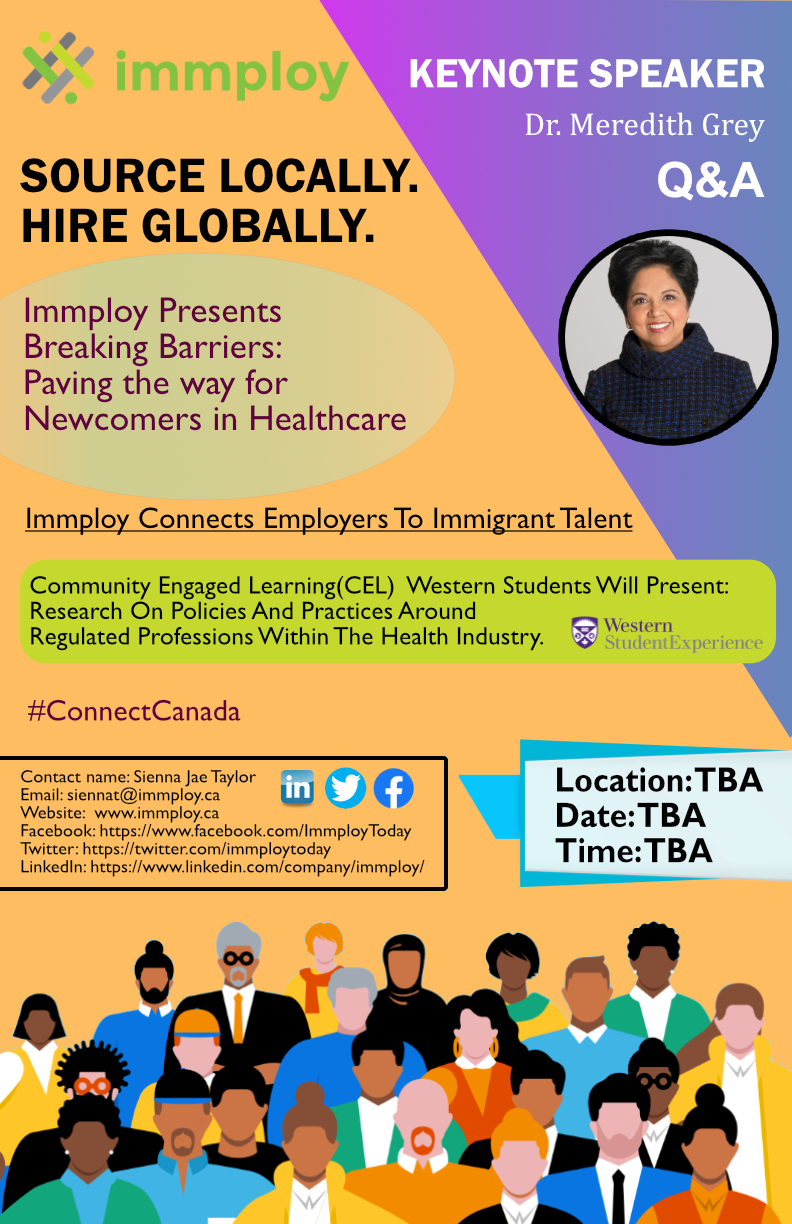 immploy
KEYNOTE SPEAKER
Dr. Meredith Grey
Q&A
SOURCE LOCALLY.
HIRE GLOBALLY.
Immploy Presents
Breaking Barriers:
Paving the way for
Newcomers in Healthcare
Immploy Connects Employers To Immigrant Talent
Community Engaged Learning(CEL) Western Students Will Present:
Research On Policies And Practices Around
Regulated Professions Within The Health Industry.
Western
StudentExperience
#ConnectCanada
Contact name: Sienna Jae Taylor
Email: siennat@immploy.ca
Website: www.immploy.ca
Facebook: https://www.facebook.com/ImmployToday
Twitter: https://twitter.com/immploytoday
LinkedIn: https://www.linkedin.com/company/immploy/
in
f
Location:TBA
Date:TBA
Time:TBA